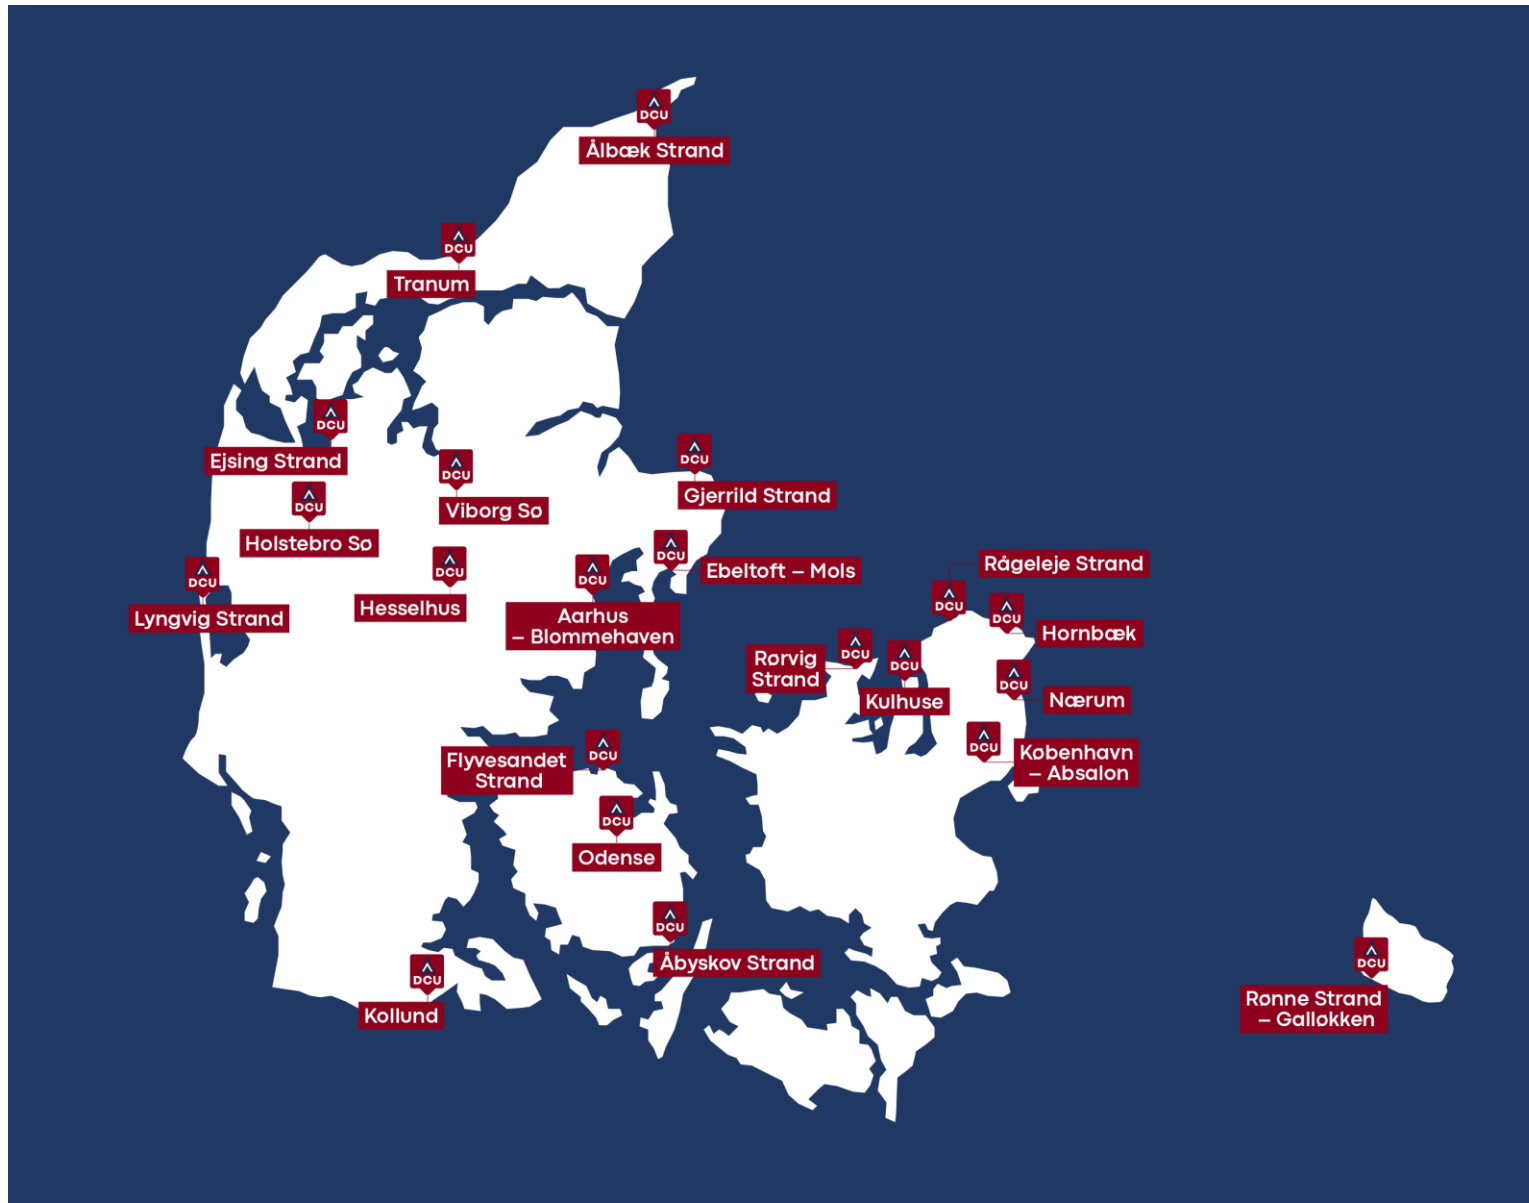 DCU
Ålbæk Strand
DCU
Tranum
DCU
Ejsing Strand
DCU
Viborg Sø
DCU
Gjerrild Strand
DCU
Holstebro Sø
DCU
Lyngvig Strand
DCU
Hesselhus
DCU
Aarhus
– Blommehaven
DCU
Ebeltoft – Mols
Rågeleje Strand
DCU
DCU
Hornbæk
DCU
Rørvig
Strand
DCU
Kulhuse
DCU
Nærum
DCU
København
– Absalon
DCU
Flyvesandet
Strand
DCU
Odense
DCU
Åbyskov Strand
DCU
Kollund
DCU
Rønne Strand
– Galløkken